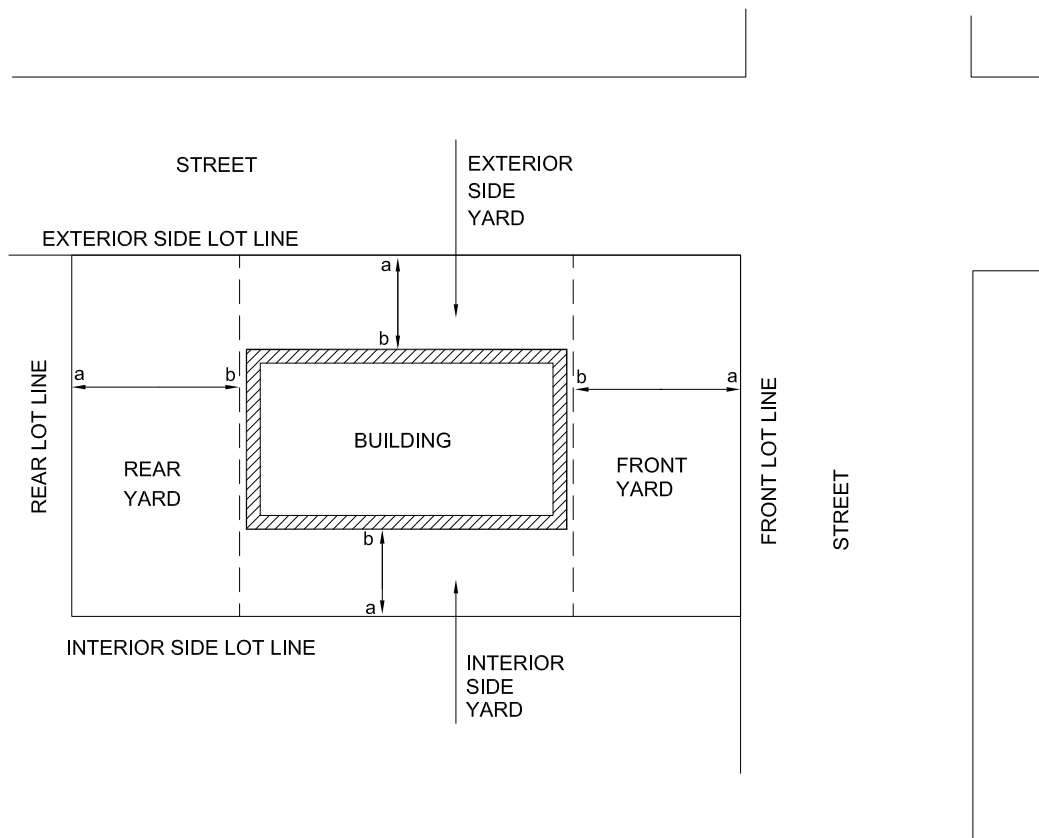 STREET
EXTERIOR
SIDE
YARD
EXTERIOR SIDE LOT LINE
a
b
REAR LOT LINE
a
b
b
a
BUILDING
REAR
YARD
FRONT
YARD
FRONT LOT LINE
STREET
b
a
INTERIOR SIDE LOT LINE
INTERIOR
SIDE
YARD